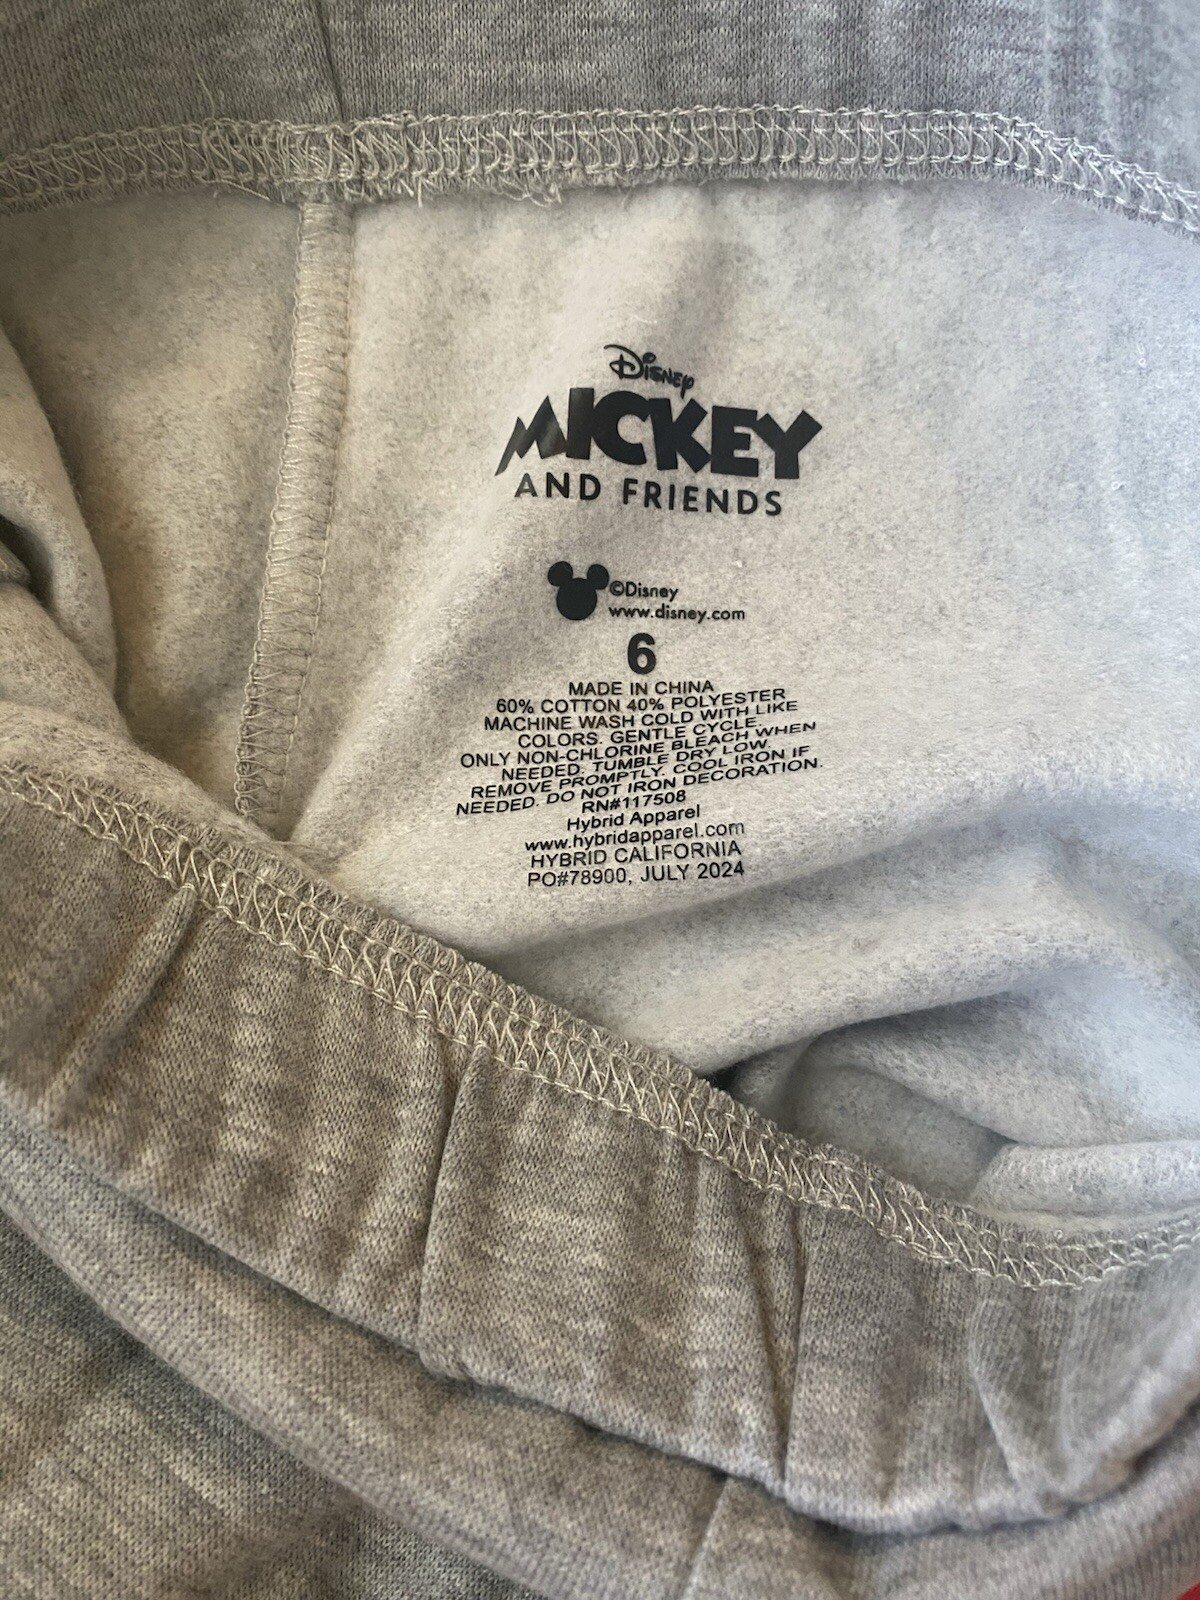 Disney
MICKEY
AND FRIENDS
©Disney
www.disney.com
6
MADE IN CHINA
60% COTTON 40% POLYESTER
MACHINE WASH COLD WITH LIKE
COLORS. GENTLE CYCLE.
ONLY NON-CHLORINE BLEACH WHEN
NEEDED. TUMBLE DRY LOW.
REMOVE PROMPTLY. COOL IRON IF
NEEDED. DO NOT IRON DECORATION.
RN#117508
Hybrid Apparel
www.hybridapparel.com
HYBRID CALIFORNIA
PO#78900, JULY 2024